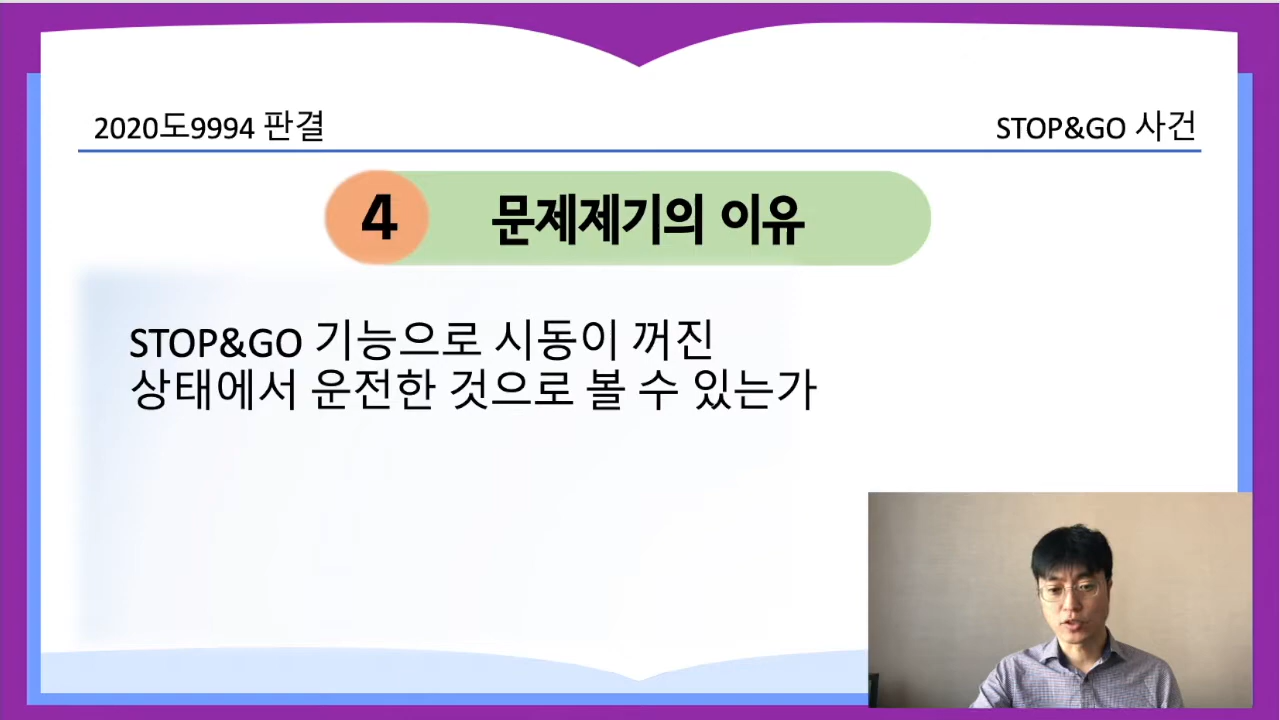 2020도9994 판결
STOP&GO 사건
4
문제제기의 이유
STOP&GO 기능으로 시동이 꺼진
상태에서 운전한 것으로 볼 수 있는가